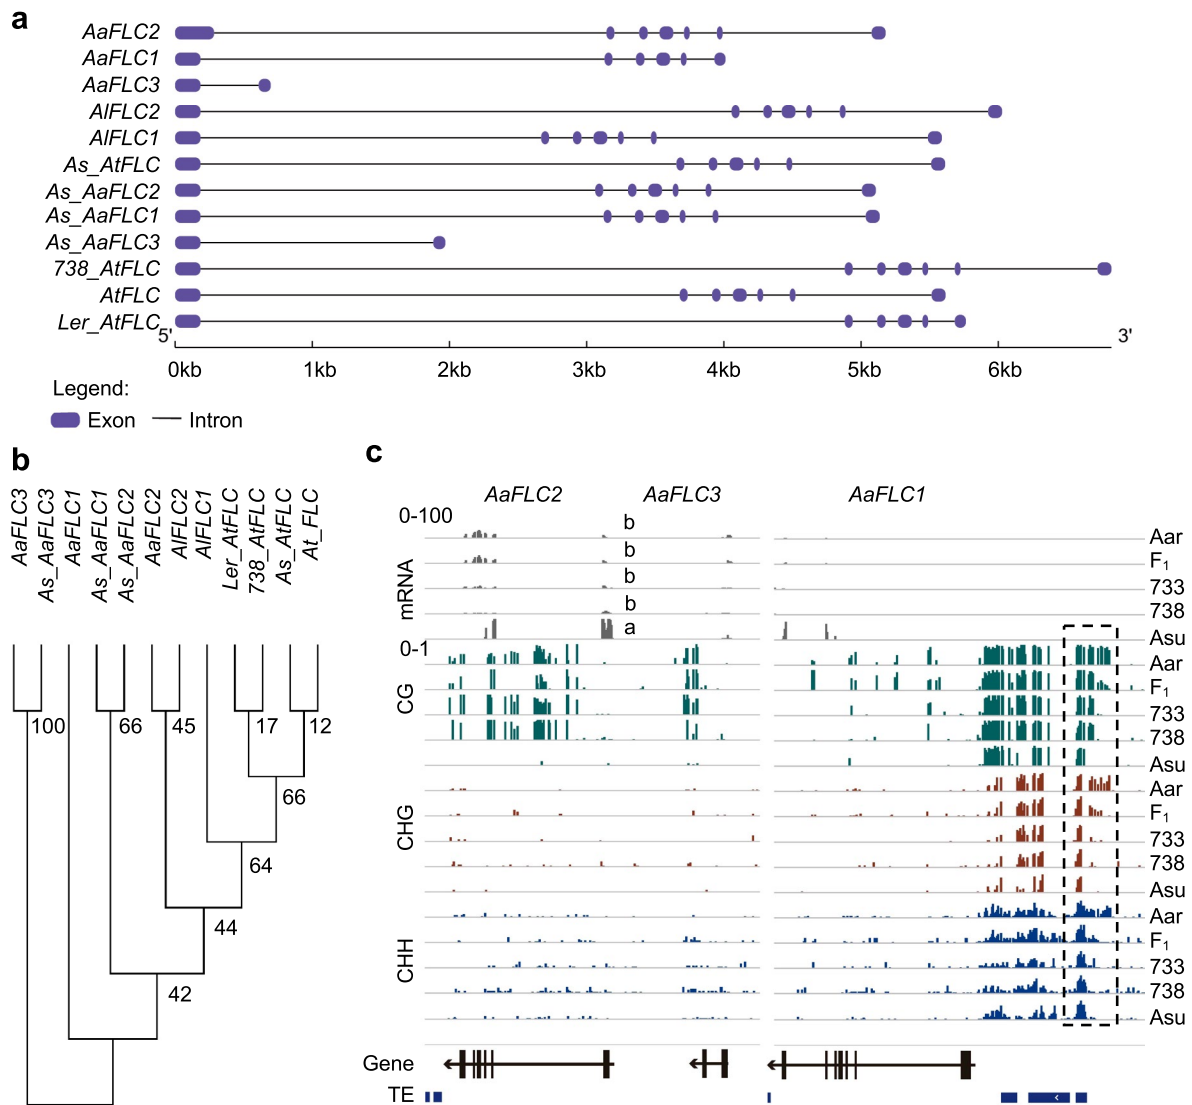 a
AaFLC2
AaFLC1
AaFLC3
AlFLC2
AlFLC1
As_AtFLC
As_AaFLC2
As_AaFLC1
As_AaFLC3
738_AtFLC
AtFLC
Ler_AtFLC
5' 3'
0kb 1kb 2kb 3kb 4kb 5kb 6kb
Legend:
Exon Intron
b
AaFLC3
As_AaFLC3
AaFLC1
As_AaFLC1
As_AaFLC2
AaFLC2
AlFLC2
AlFLC1
Ler_AtFLC
738_AtFLC
As_AtFLC
At_FLC
100 66 45 17 12
66
64
44
42
c
AaFLC2 AaFLC3 AaFLC1
0-100
mRNA
b Aar
b F1
b 733
b 738
a Asu
0-1
CG
Aar
F1
733
738
Asu
CHG
Aar
F1
733
738
Asu
CHH
Aar
F1
733
738
Asu
Gene
TE